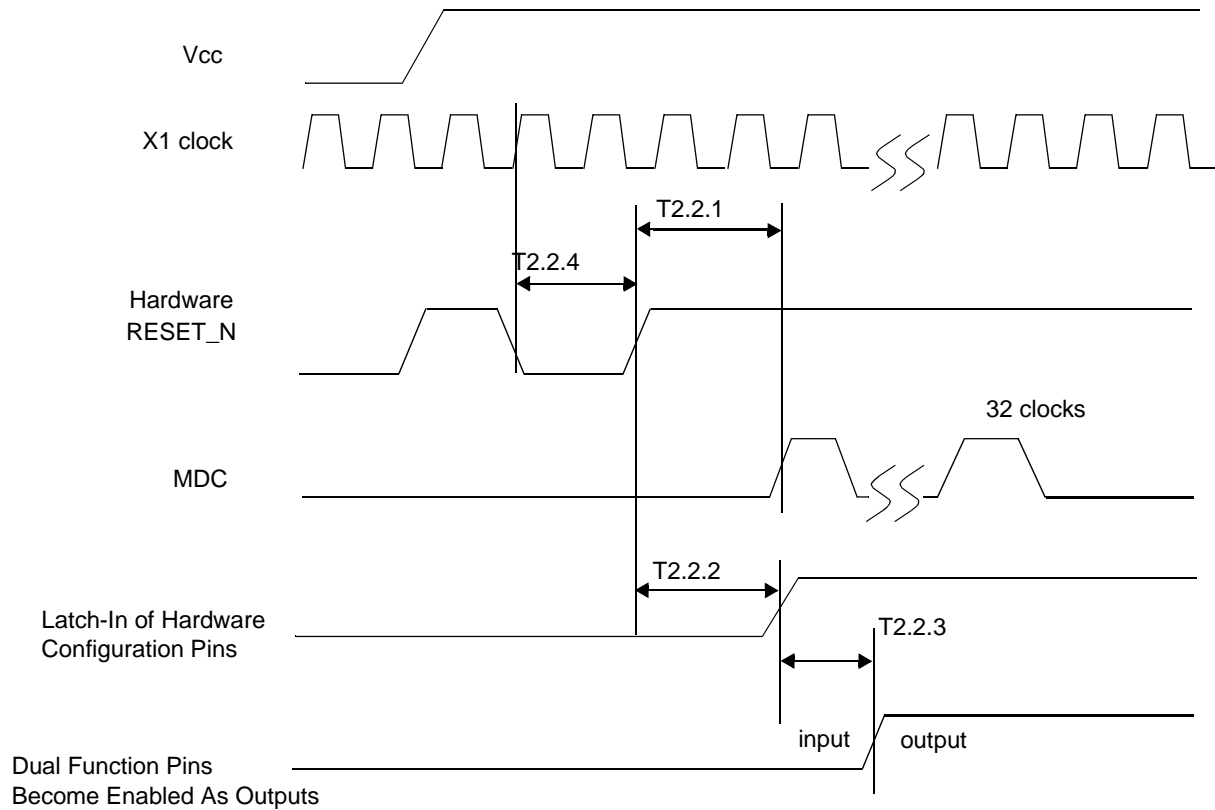 Vcc
X1 clock
T2.2.1
T2.2.4
Hardware
RESET_N
32 clocks
MDC
T2.2.2
Latch-In of Hardware
Configuration Pins
T2.2.3
input
output
Dual Function Pins
Become Enabled As Outputs